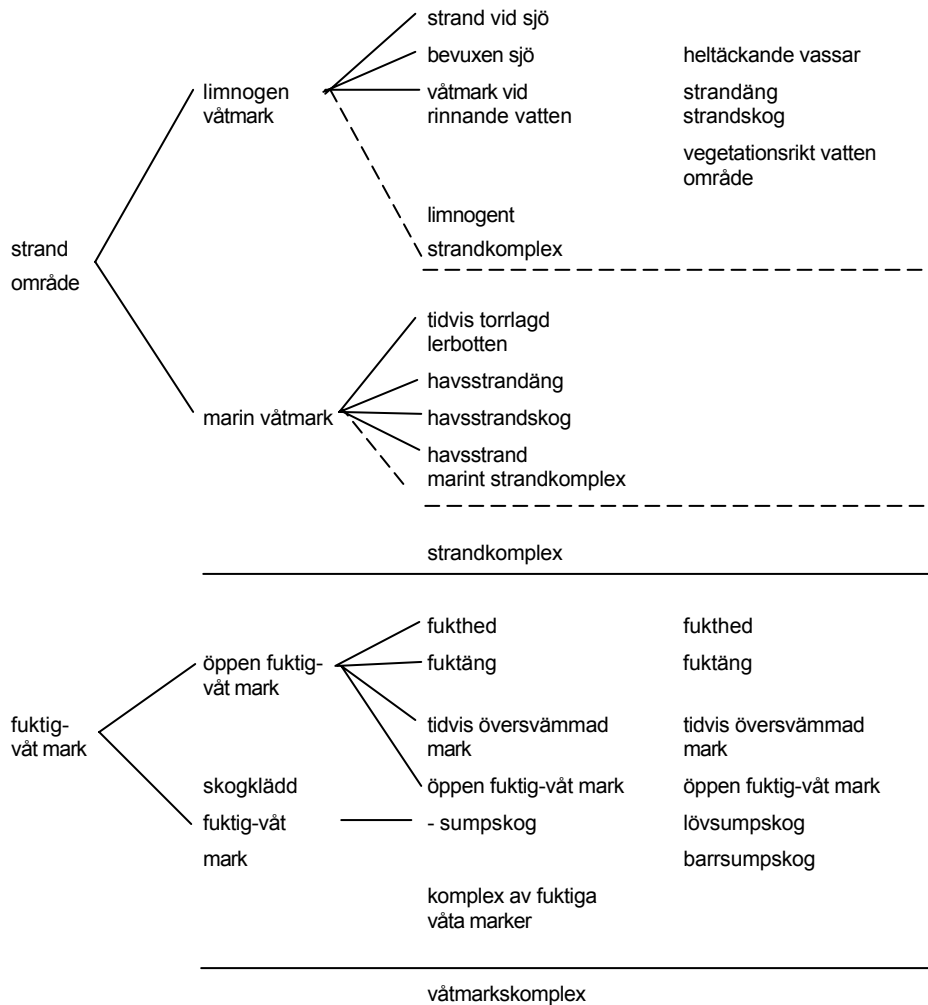 strand vid sjö
bevuxen sjö heltäckande vassar
limnogen våtmark vid strandäng
våtmark rinnande vatten strandskog
vegetationsrikt vatten
område
limnogent
strand strandkomplex
område
tidvis torrlagd
lerbotten
havsstrandäng
marin våtmark havsstrandskog
havsstrand
marint strandkomplex
strandkomplex
fukthed fukthed
öppen fuktig- fuktäng fuktäng
våt mark
fuktig- tidvis översvämmad tidvis översvämmad
våt mark mark mark
skogklädd öppen fuktig-våt mark öppen fuktig-våt mark
fuktig-våt - sumpskog lövsumpskog
mark barrsumpskog
komplex av fuktiga
våta marker
våtmarkskomplex